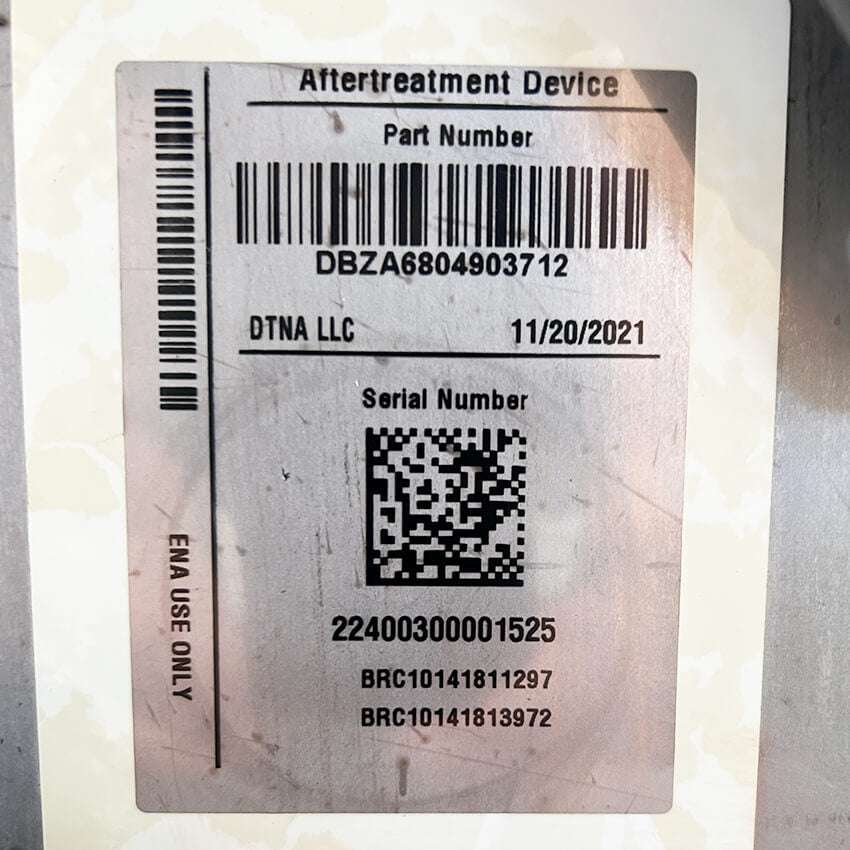 Aftertreatment Device
Part Number
DBZA6804903712
DTNA LLC 11/20/2021
Serial Number
22400300001525
BRC10141811297
BRC10141813972
ENA USE ONLY